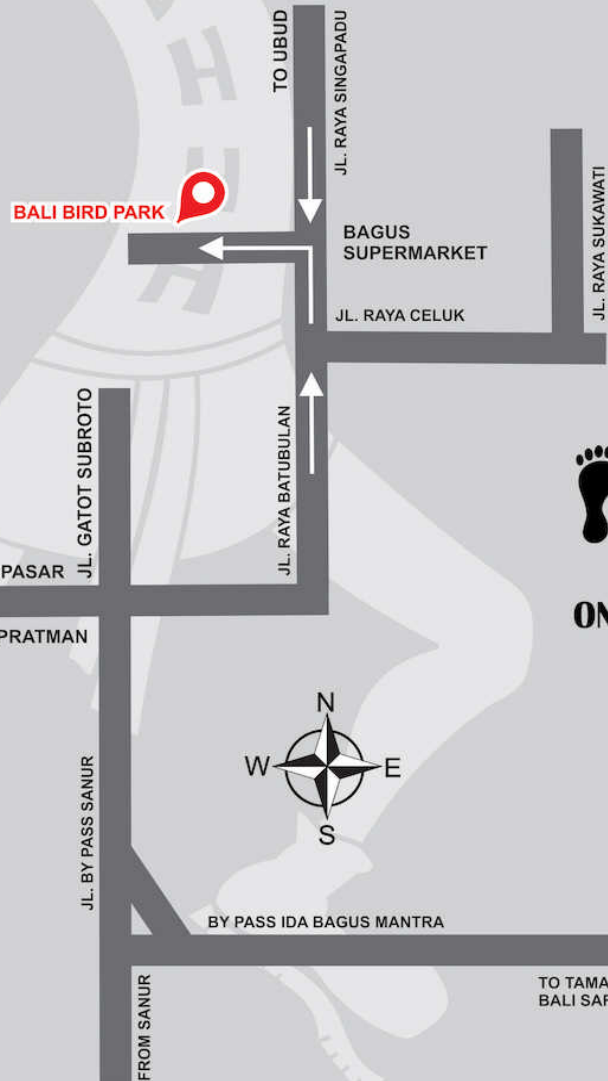 TO UBUD
JL. RAYA SINGAPADU
BALI BIRD PARK
BAGUS
SUPERMARKET
JL. RAYA SUKAWATI
JL. RAYA CELUK
JL. GATOT SUBROTO
JL. RAYA BATUBULAN
PASAR
PRATMAN
ON
N
W
E
S
JL. BY PASS SANUR
BY PASS IDA BAGUS MANTRA
FROM SANUR
TO TAMA
BALI SAF